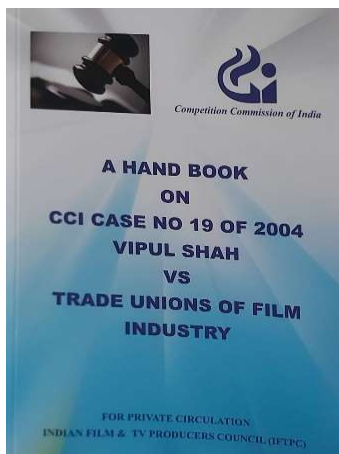 Competition Commission of India
A HAND BOOK
ON
CCI CASE NO 19 OF 2004
VIPUL SHAH
VS
TRADE UNIONS OF FILM
INDUSTRY
FOR PRIVATE CIRCULATION
INDIAN FILM & TV PRODUCERS COUNCIL (IFTPC)